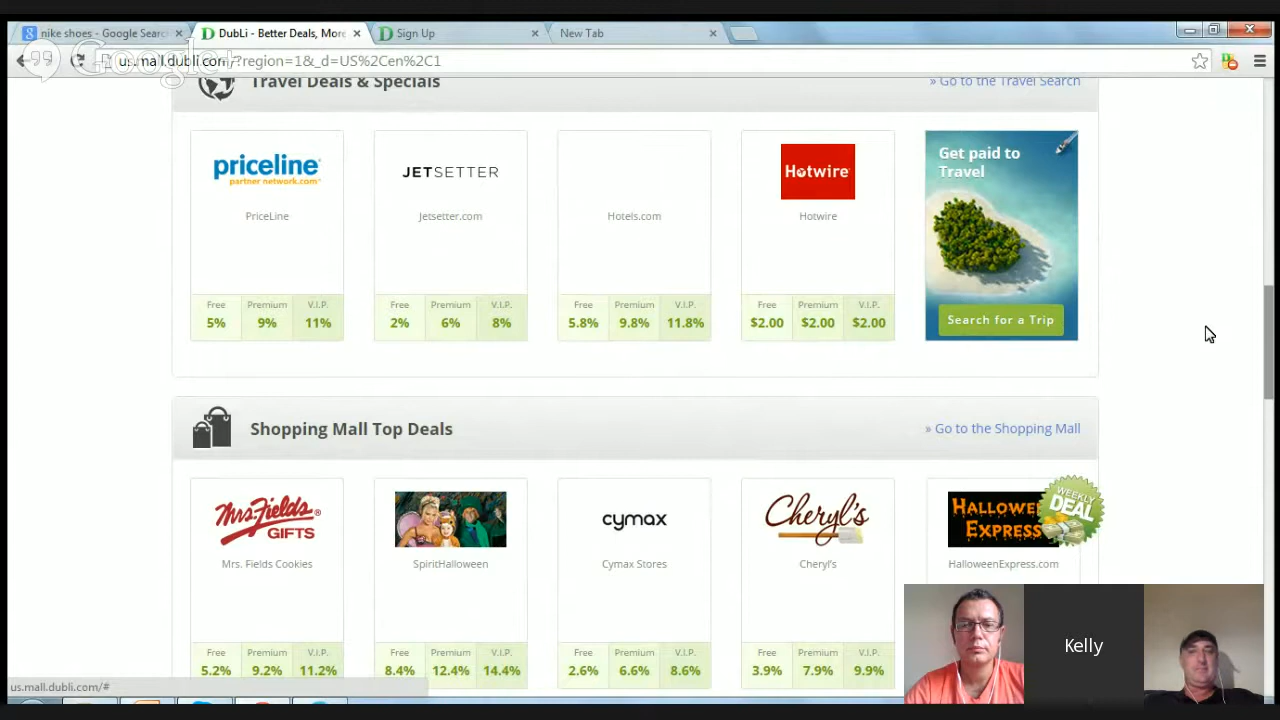 nike shoes - Google Searc
DubLi - Better Deals, More
Sign Up
New Tab
Google+
us.mall.dubli.com/?region=1&_d=US%2Cen%2C1
Travel Deals & Specials
» Go to the Travel Search
priceline
partner network.com
JETSETTER
Hotwire
Get paid to
Travel
PriceLine
Jetsetter.com
Hotels.com
Hotwire
Free Premium V.I.P.
5% 9% 11%
Free Premium V.I.P.
2% 6% 8%
Free Premium V.I.P.
5.8% 9.8% 11.8%
Free Premium V.I.P.
$2.00 $2.00 $2.00
Search for a Trip
Shopping Mall Top Deals
» Go to the Shopping Mall
Mrs. Fields
GIFTS
cymax
Cheryl's
HALLOWE
EXPRESS
WEEKLY
DEAL
Mrs. Fields Cookies
SpiritHalloween
Cymax Stores
Cheryl's
HalloweenExpress.com
Free Premium V.I.P.
5.2% 9.2% 11.2%
Free Premium V.I.P.
8.4% 12.4% 14.4%
Free Premium V.I.P.
2.6% 6.6% 8.6%
Free Premium V.I.P.
3.9% 7.9% 9.9%
Kelly
us.mall.dubli.com/#